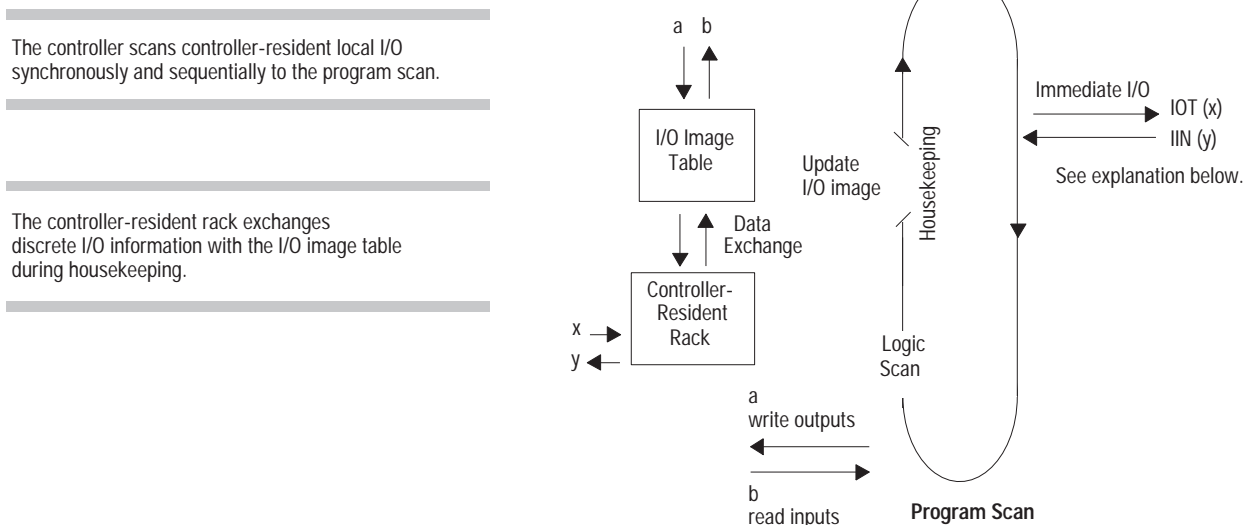 The controller scans controller-resident local I/O
synchronously and sequentially to the program scan.
The controller-resident rack exchanges
discrete I/O information with the I/O image table
during housekeeping.
a b
I/O Image
Table
Data
Exchange
Controller-
Resident
Rack
x
y
Update
I/O image
Housekeeping
Logic
Scan
a
write outputs
b
read inputs
Immediate I/O
IOT (x)
IIN (y)
See explanation below.
Program Scan